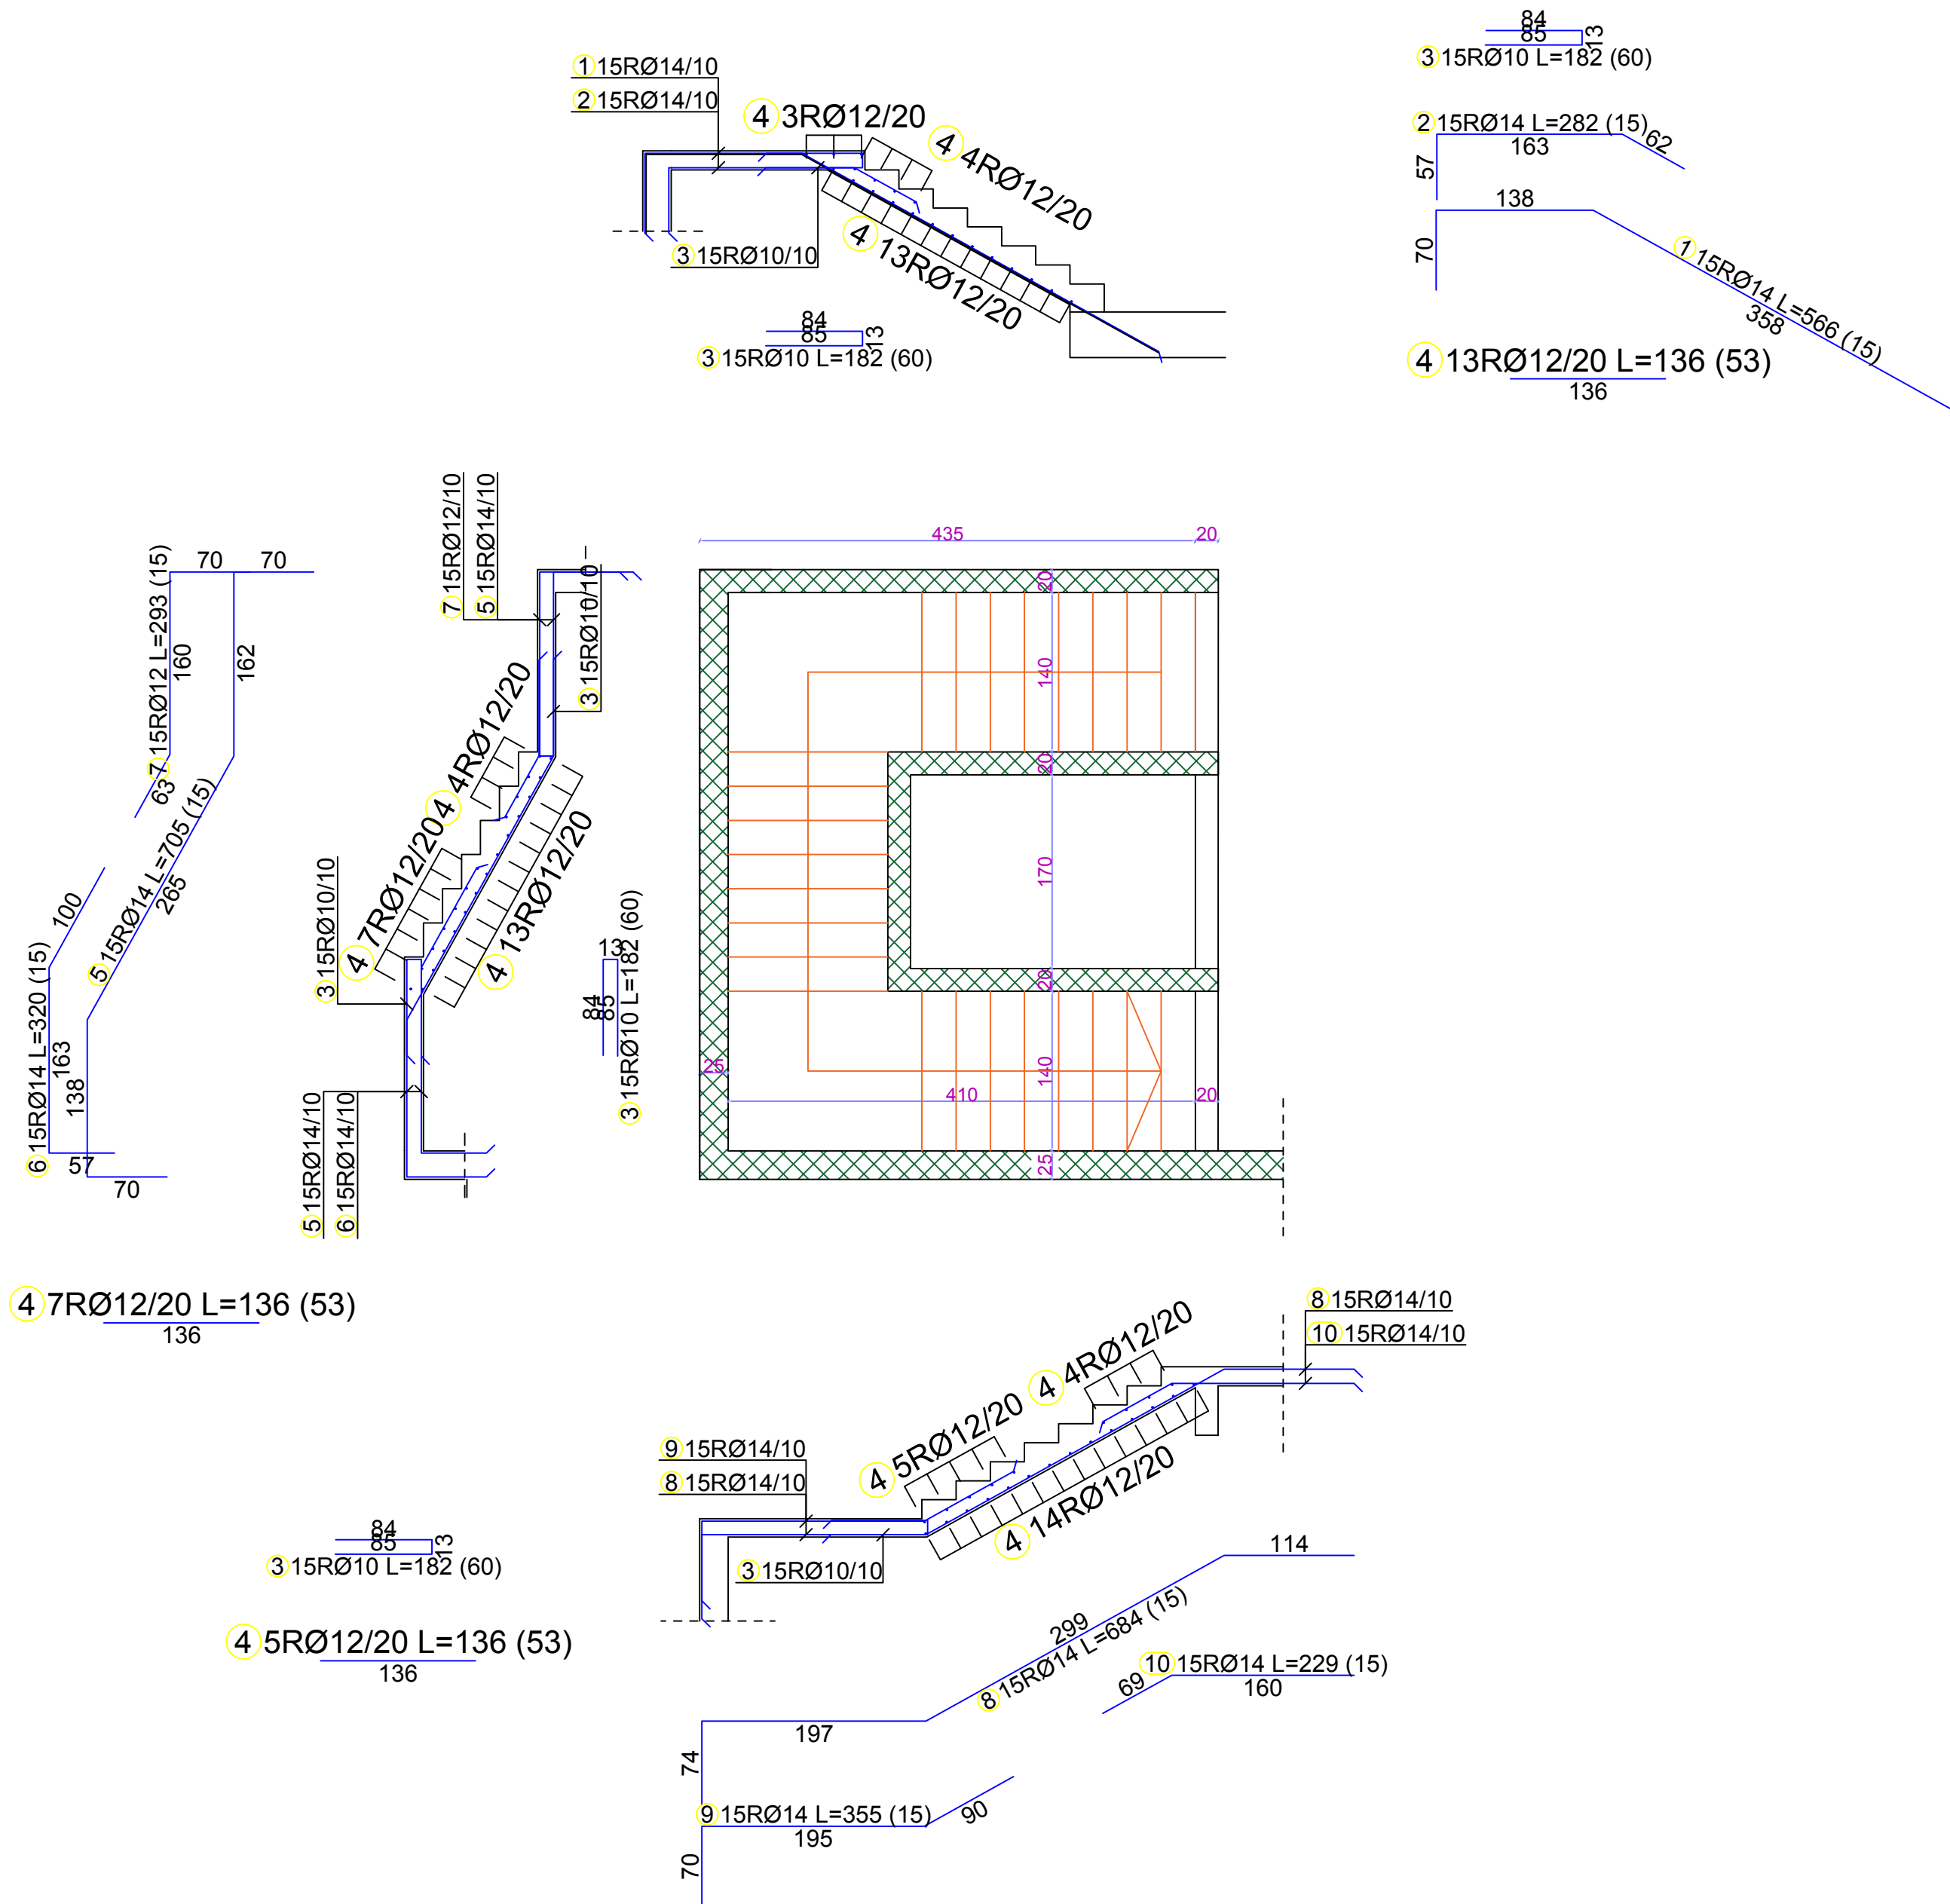 1 15RØ14/10
2 15RØ14/10
4 3RØ12/20
4 4RØ12/20
3 15RØ10/10
4 13RØ12/20
84
85
13
3 15RØ10 L=182 (60)
84
85
13
3 15RØ10 L=182 (60)
2 15RØ14 L=282 (15)
163
62
57
138
70
1 15RØ14 L=566 (15)
358
4 13RØ12/20 L=136 (53)
136
7 15RØ12 L=293 (15)
70
70
160
162
63
5 15RØ14 L=705 (15)
265
100
6 15RØ14 L=320 (15)
163
138
57
70
7 15RØ12/10
5 15RØ14/10
3 15RØ10/10
4 4RØ12/20
4 7RØ12/20
4 13RØ12/20
3 15RØ10/10
5 15RØ14/10
6 15RØ14/10
13
84
85
3 15RØ10 L=182 (60)
435
20
20
140
20
170
20
140
25
410
20
25
4 7RØ12/20 L=136 (53)
136
8 15RØ14/10
10 15RØ14/10
4 4RØ12/20
4 5RØ12/20
9 15RØ14/10
8 15RØ14/10
4 14RØ12/20
3 15RØ10/10
84
85
13
3 15RØ10 L=182 (60)
4 5RØ12/20 L=136 (53)
136
114
299
8 15RØ14 L=684 (15)
197
74
10 15RØ14 L=229 (15)
69
160
9 15RØ14 L=355 (15)
195
90
70